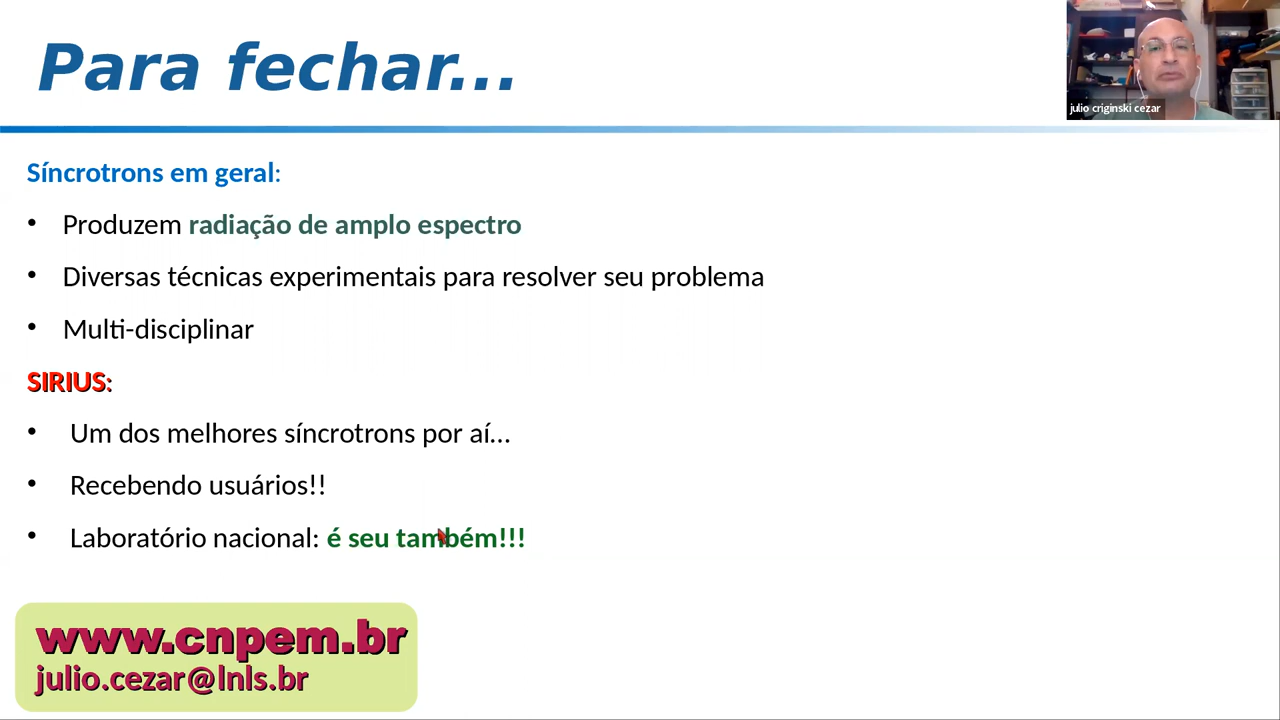 Para fechar...
julio criginski cezar
Síncrotrons em geral:
• Produzem radiação de amplo espectro
• Diversas técnicas experimentais para resolver seu problema
• Multi-disciplinar
SIRIUS:
• Um dos melhores síncrotrons por aí...
• Recebendo usuários!!
• Laboratório nacional: é seu também!!!
www.cnpem.br
julio.cezar@lnls.br